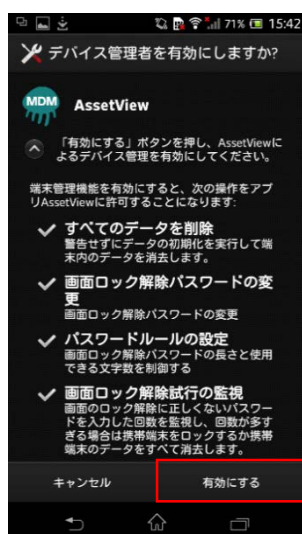 71% 15:42
デバイス管理者を有効にしますか?
MDM AssetView
「有効にする」ボタンを押し、AssetViewに
よるデバイス管理を有効にしてください。
端末管理機能を有効にすると、次の操作をアプ
リAssetViewに許可することになります:
すべてのデータを削除
警告せずにデータの初期化を実行して端
末内のデータを消去します。
画面ロック解除パスワードの変
更
画面ロック解除パスワードの変更
パスワードルールの設定
画面ロック解除パスワードの長さと使用
できる文字数を制御する
画面ロック解除試行の監視
画面のロック解除に正しくないパスワー
ドを入力した回数を監視し、回数が多す
ぎる場合は携帯端末をロックするか携帯
端末のデータをすべて消去します。
キャンセル 有効にする